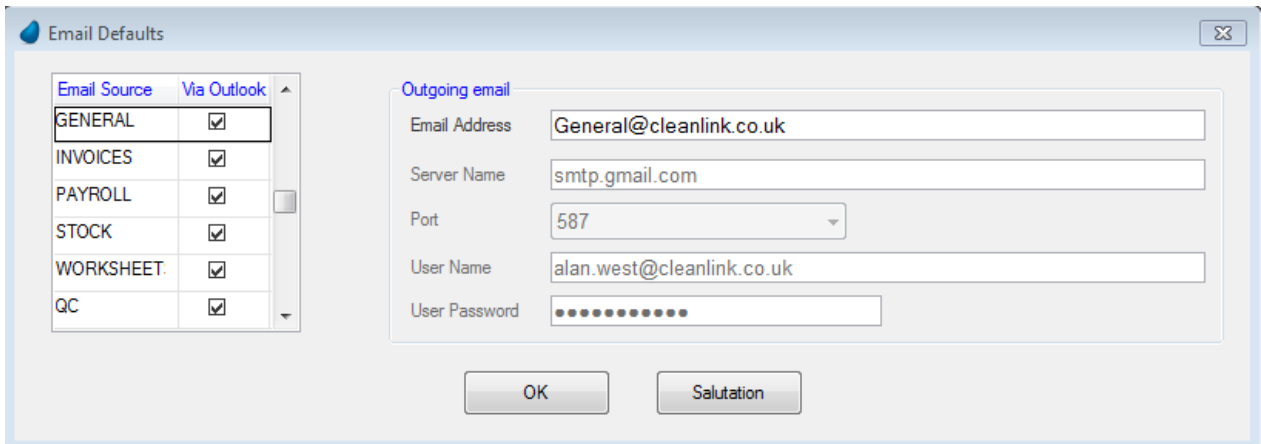 Email Defaults
Email Source Via Outlook
GENERAL
INVOICES
PAYROLL
STOCK
WORKSHEET
QC
Outgoing email
Email Address General@cleanlink.co.uk
Server Name smtp.gmail.com
Port 587
User Name alan.west@cleanlink.co.uk
User Password ●●●●●●●●●●●
OK Salutation